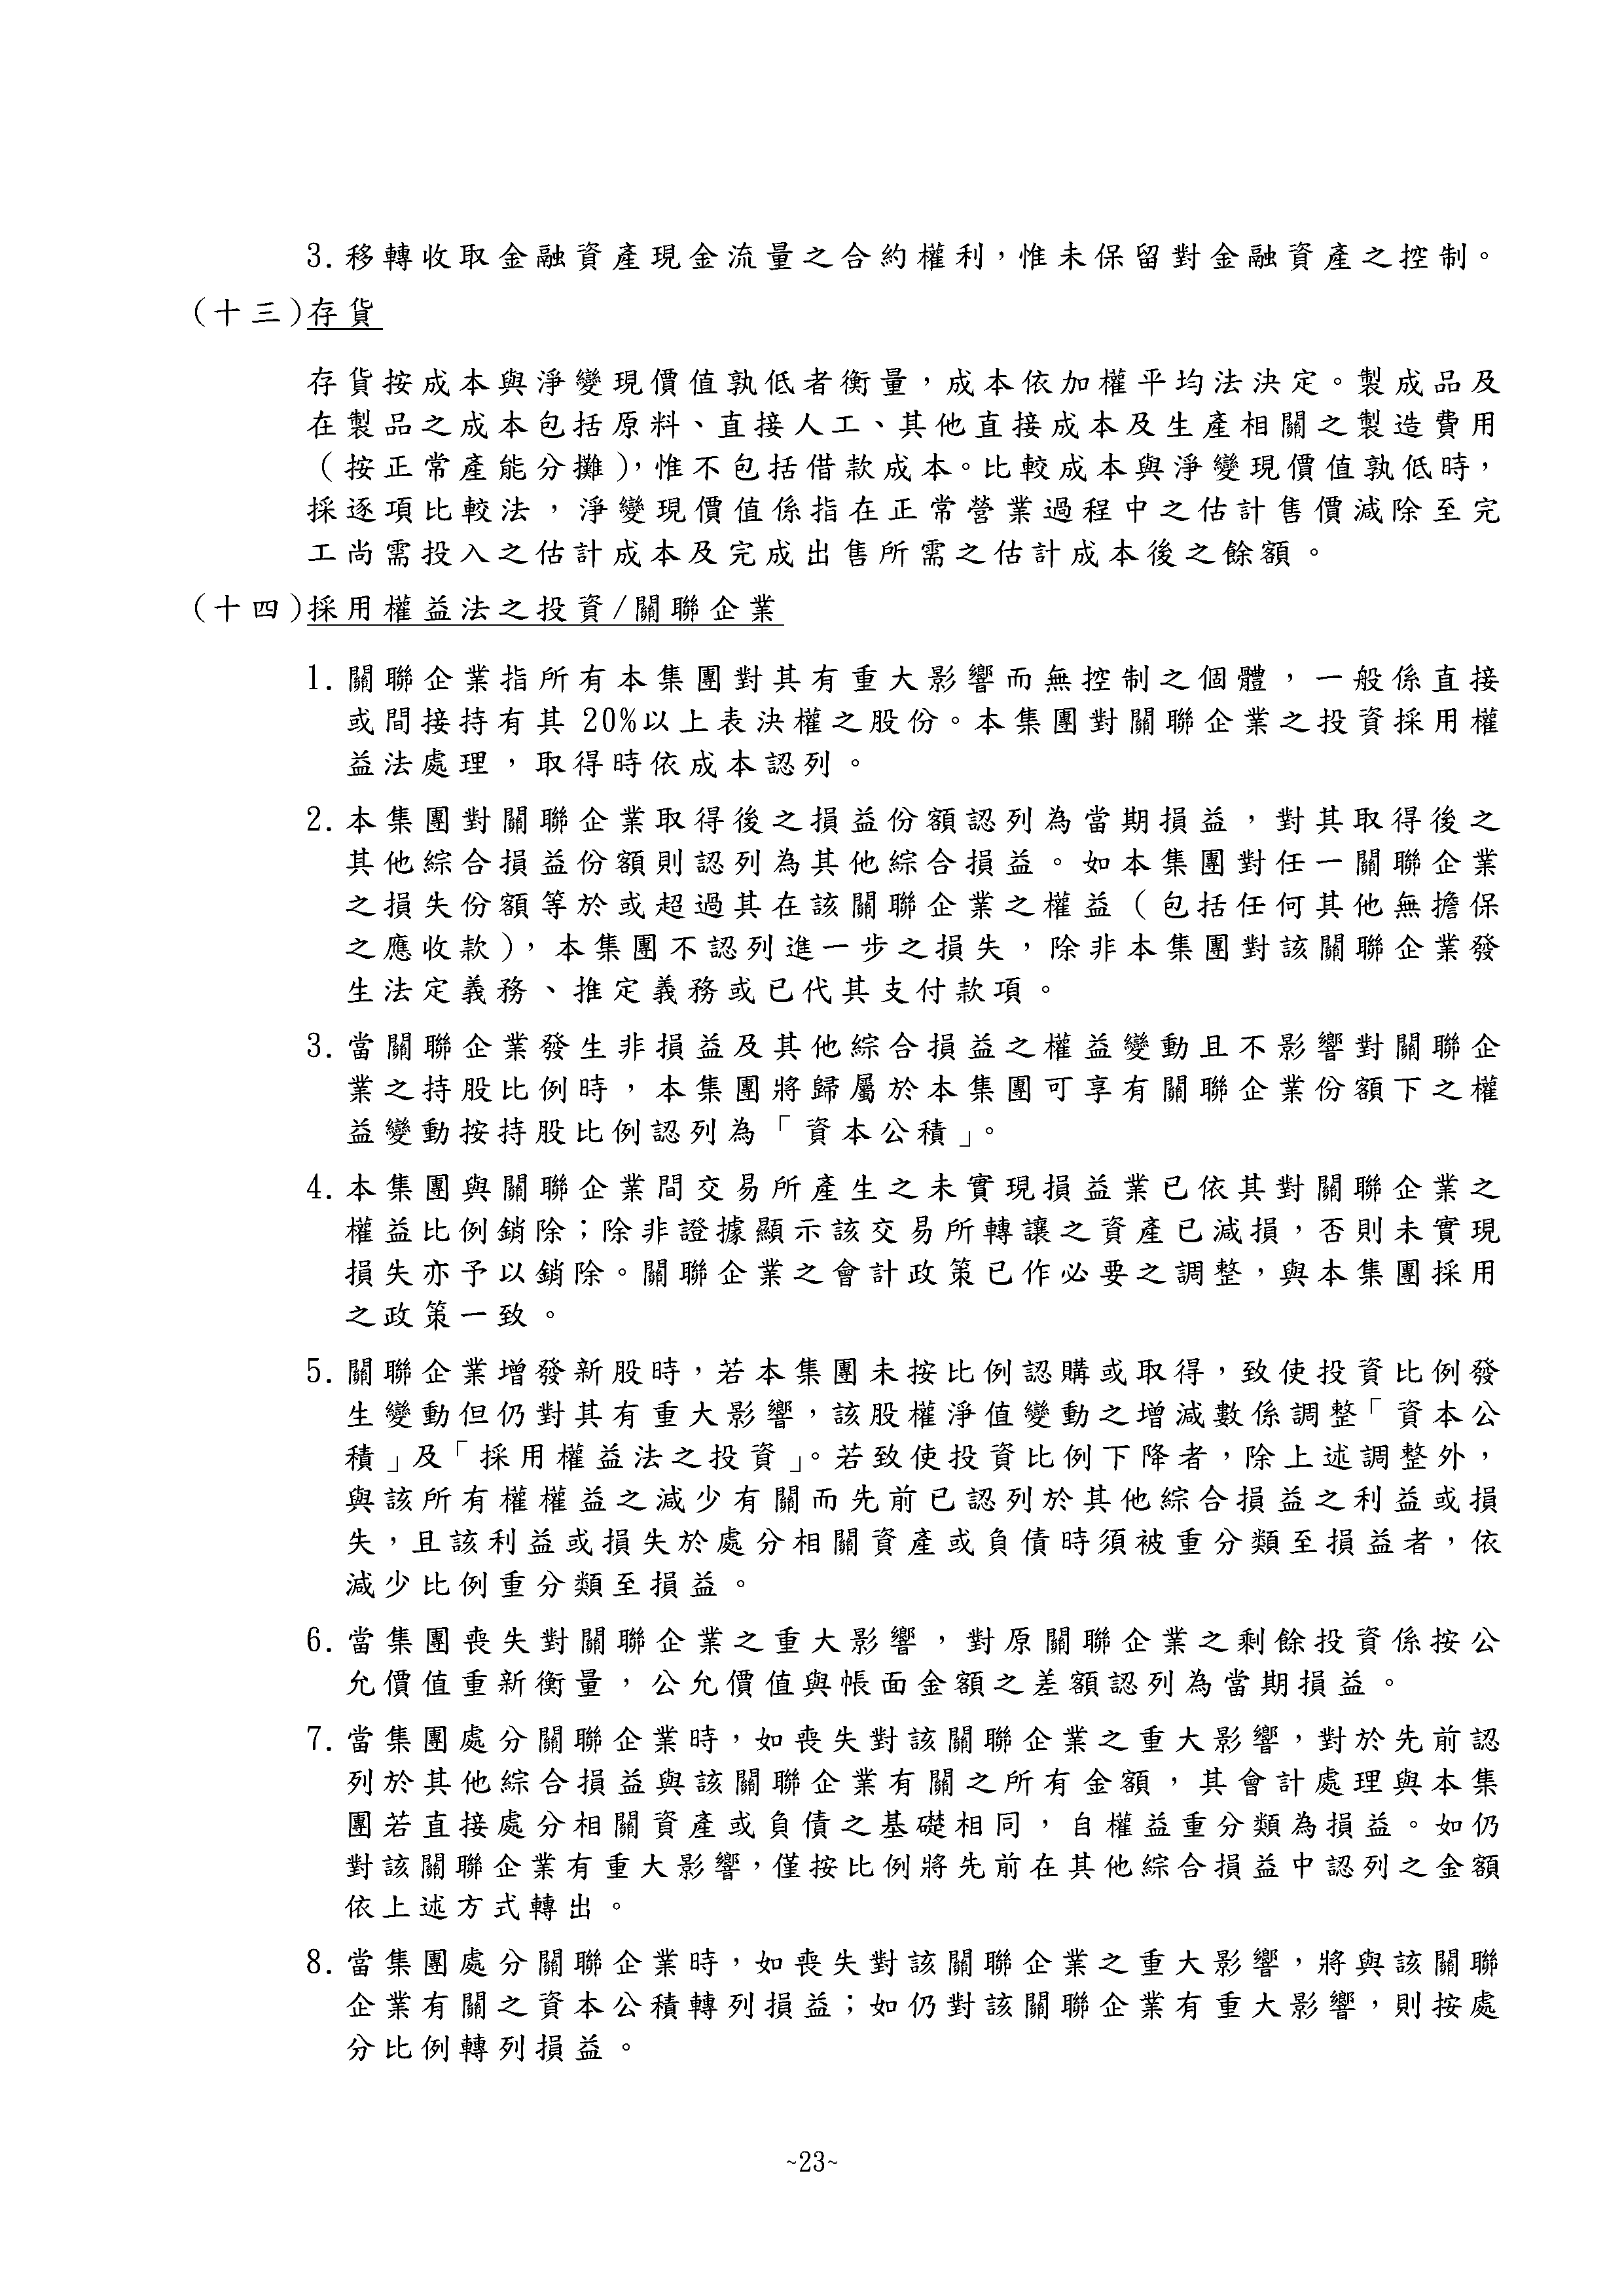 3.移轉收取金融資產現金流量之合約權利，惟未保留對金融資產之控制。
(十三)存貨
存貨按成本與淨變現價值孰低者衡量，成本依加權平均法決定。製成品及
在製品之成本包括原料、直接人工、其他直接成本及生產相關之製造費用
（按正常產能分攤），惟不包括借款成本。比較成本與淨變現價值孰低時，
採逐項比較法，淨變現價值係指在正常營業過程中之估計售價減除至完
工尚需投入之估計成本及完成出售所需之估計成本後之餘額。
(十四)採用權益法之投資/關聯企業
1.關聯企業指所有本集團對其有重大影響而無控制之個體，一般係直接
或間接持有其 20%以上表決權之股份。本集團對關聯企業之投資採用權
益法處理，取得時依成本認列。
2.本集團對關聯企業取得後之損益份額認列為當期損益，對其取得後之
其他綜合損益份額則認列為其他綜合損益。如本集團對任一關聯企業
之損失份額等於或超過其在該關聯企業之權益（包括任何其他無擔保
之應收款），本集團不認列進一步之損失，除非本集團對該關聯企業發
生法定義務、推定義務或已代其支付款項。
3.當關聯企業發生非損益及其他綜合損益之權益變動且不影響對關聯企
業之持股比例時，本集團將歸屬於本集團可享有關聯企業份額下之權
益變動按持股比例認列為「資本公積」。
4.本集團與關聯企業間交易所產生之未實現損益業已依其對關聯企業之
權益比例銷除；除非證據顯示該交易所轉讓之資產已減損，否則未實現
損失亦予以銷除。關聯企業之會計政策已作必要之調整，與本集團採用
之政策一致。
5.關聯企業增發新股時，若本集團未按比例認購或取得，致使投資比例發
生變動但仍對其有重大影響，該股權淨值變動之增減數係調整「資本公
積」及「採用權益法之投資」。若致使投資比例下降者，除上述調整外，
與該所有權權益之減少有關而先前已認列於其他綜合損益之利益或損
失，且該利益或損失於處分相關資產或負債時須被重分類至損益者，依
減少比例重分類至損益。
6.當集團喪失對關聯企業之重大影響，對原關聯企業之剩餘投資係按公
允價值重新衡量，公允價值與帳面金額之差額認列為當期損益。
7.當集團處分關聯企業時，如喪失對該關聯企業之重大影響，對於先前認
列於其他綜合損益與該關聯企業有關之所有金額，其會計處理與本集
團若直接處分相關資產或負債之基礎相同，自權益重分類為損益。如仍
對該關聯企業有重大影響，僅按比例將先前在其他綜合損益中認列之金額
依上述方式轉出。
8.當集團處分關聯企業時，如喪失對該關聯企業之重大影響，將與該關聯
企業有關之資本公積轉列損益；如仍對該關聯企業有重大影響，則按處
分比例轉列損益。
~23~